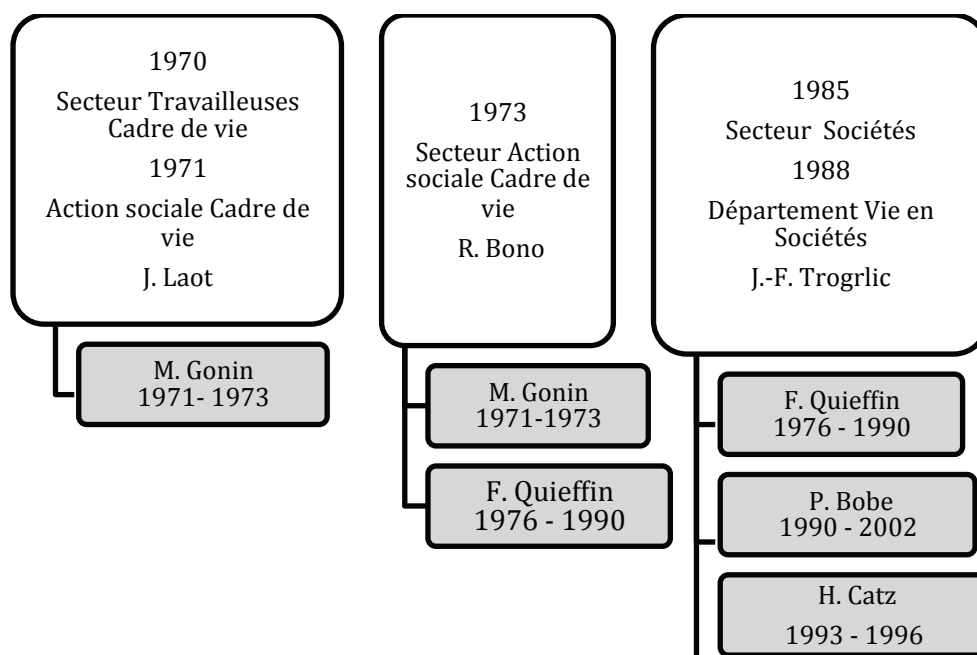 1970
Secteur Travailleuses
Cadre de vie
1971
Action sociale Cadre de
vie
J. Laot
M. Gonin
1971- 1973
1973
Secteur Action
sociale Cadre de
vie
R. Bono
M. Gonin
1971-1973
F. Quieffin
1976 - 1990
1985
Secteur Sociétés
1988
Département Vie en
Sociétés
J.-F. Trogrlic
F. Quieffin
1976 - 1990
P. Bobe
1990 - 2002
H. Catz
1993 - 1996